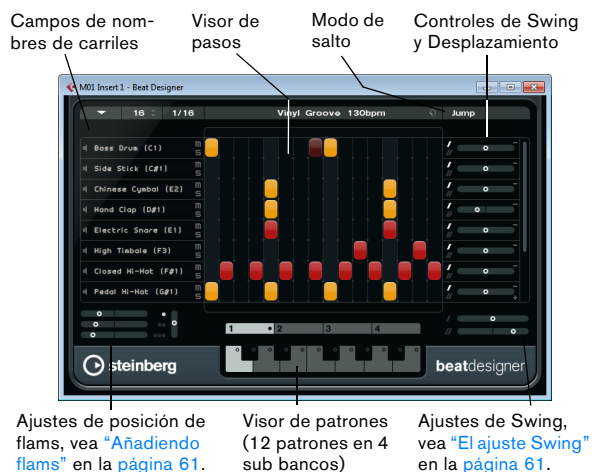 Campos de nom-
bres de carriles
Visor de
pasos
Modo de
salto
Controles de Swing
y Desplazamiento
M01 Insert 1 - Beat Designer
16
1/16
Vinyl Groove 130bpm
Jump
Bass Drum (C1)
m
s
Side Stick (C#1)
m
s
Chinese Cymbal (E2)
m
s
Hand Clap (D#1)
m
s
Electric Snare (E1)
m
s
High Timbale (F3)
m
s
Closed Hi-Hat (F#1)
m
s
Pedal Hi-Hat (G#1)
m
s
1 2 3 4
steinberg
beatdesigner
Ajustes de posición de
flams, vea "Añadiendo
flams" en la página 61.
Visor de patrones
(12 patrones en 4
sub bancos)
Ajustes de Swing,
vea "El ajuste Swing"
en la página 61.